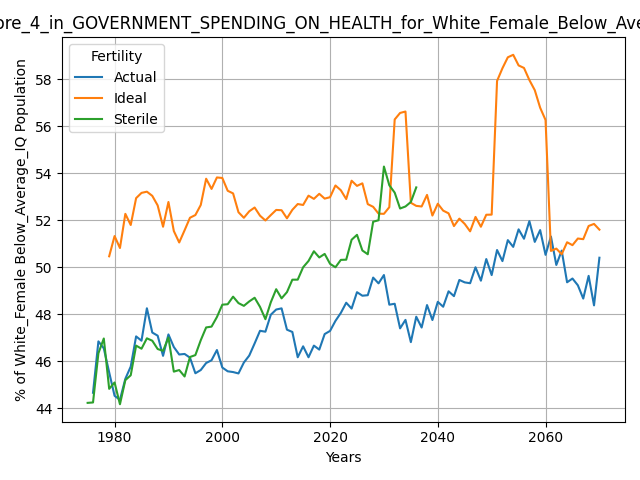 ore_4_in_GOVERNMENT_SPENDING_ON_HEALTH_for_White_Female_Below_Ave
Fertility
Actual
Ideal
Sterile
% of White_Female Below_Average_IQ Population
58
56
54
52
50
48
46
44
1980
2000
2020
2040
2060
Years